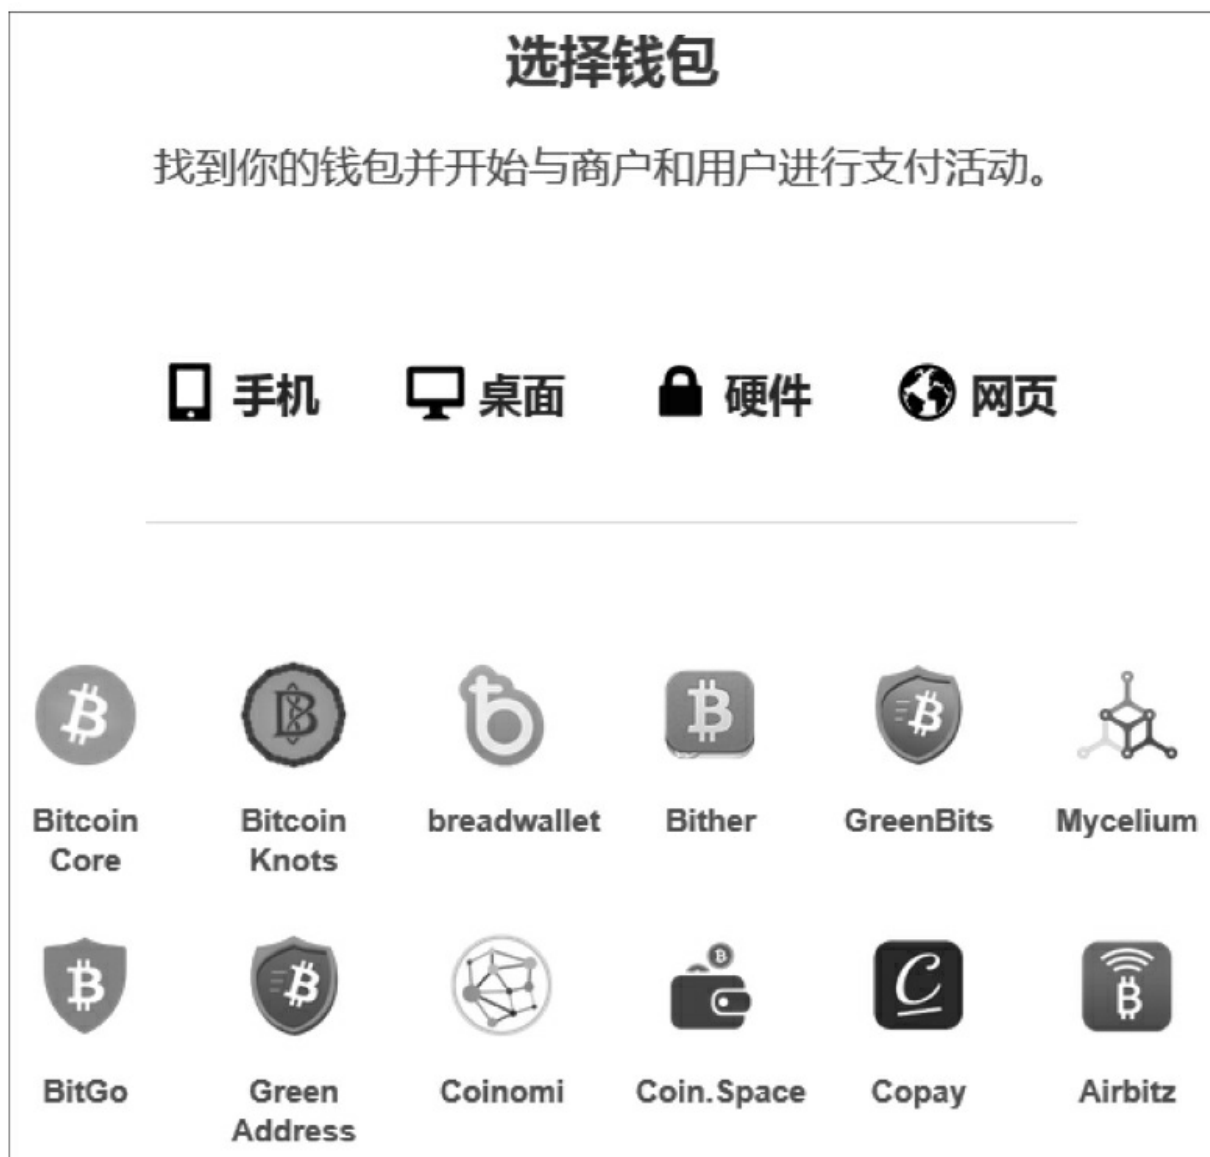 选择钱包
找到你的钱包并开始与商户和用户进行支付活动。
手机 桌面 硬件 网页
Bitcoin Core
Bitcoin Knots
breadwallet
Bither
GreenBits
Mycelium
BitGo
Green Address
Coinomi
Coin.Space
Copay
Airbitz